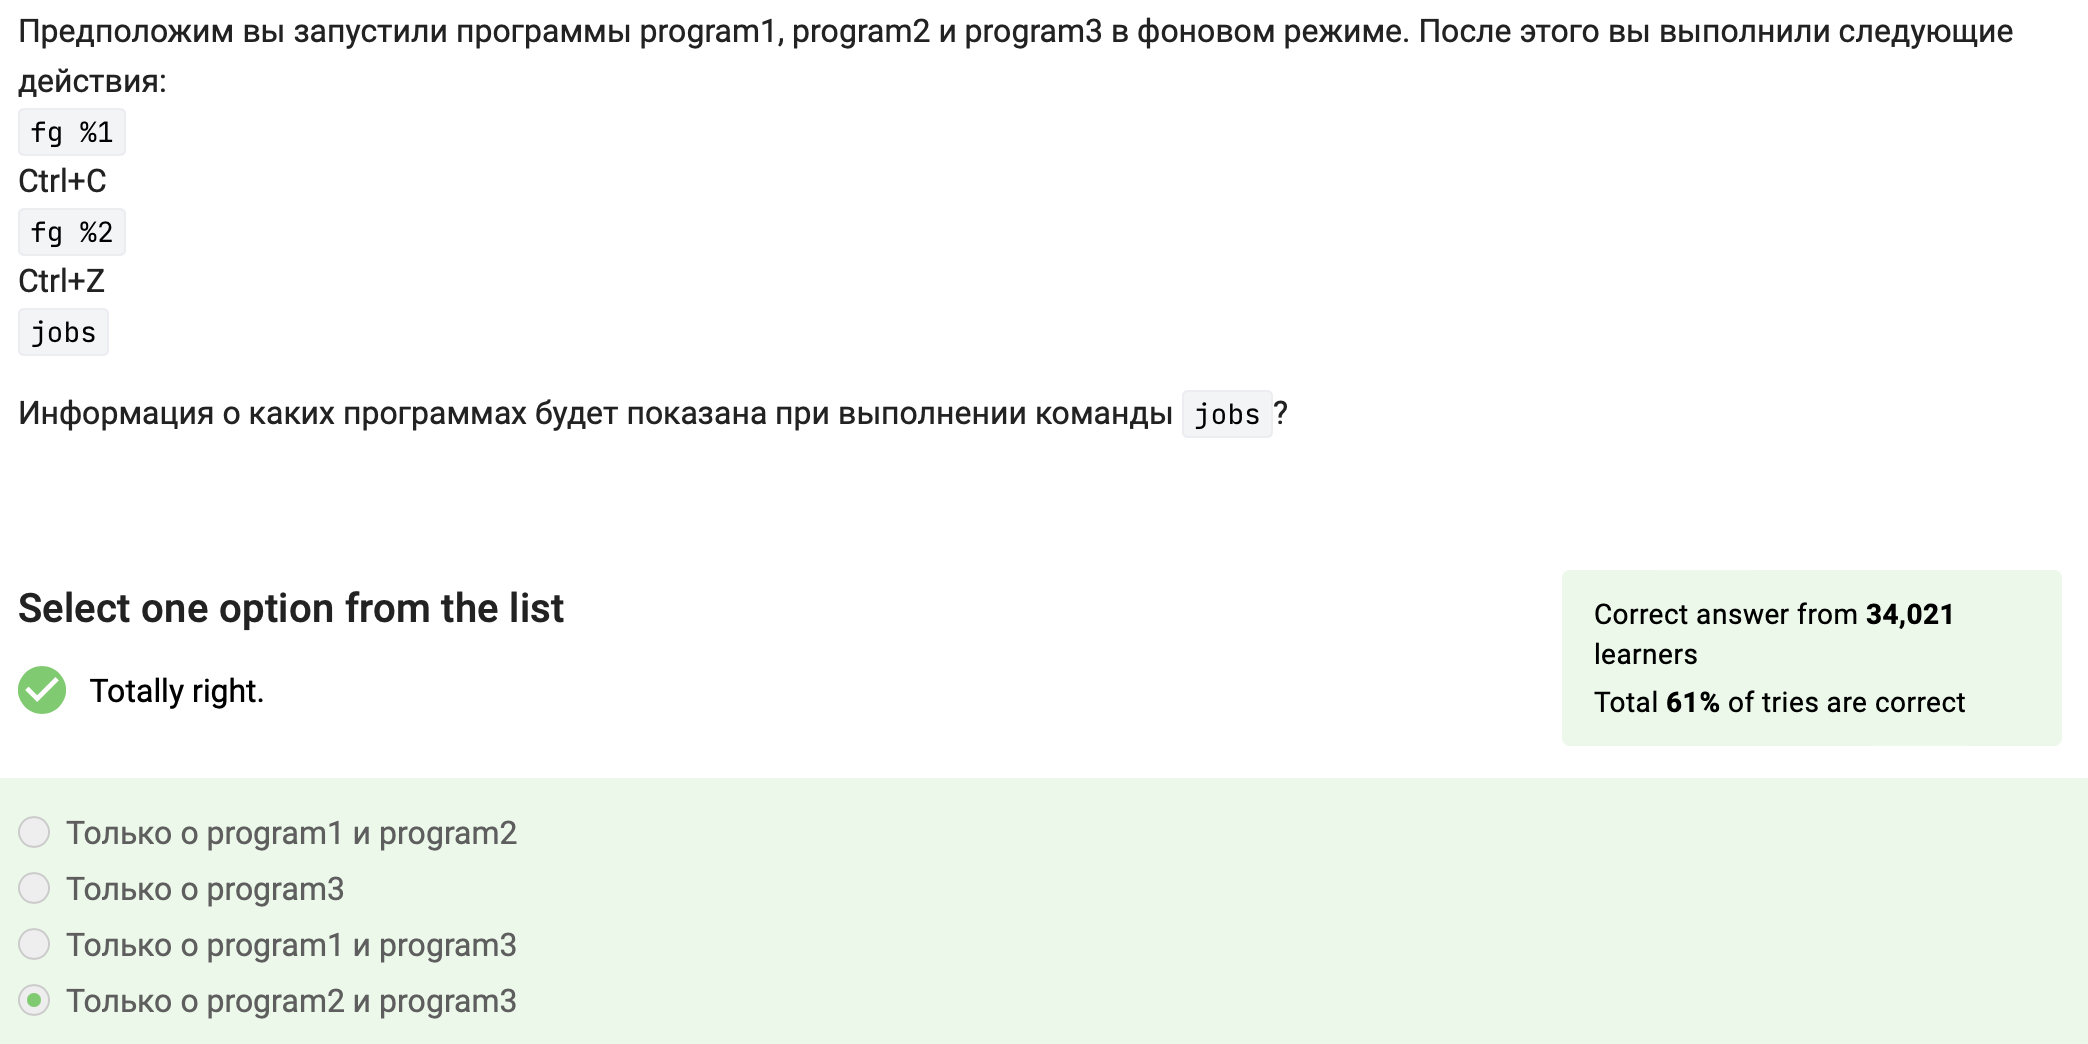 Предположим вы запустили программы program1, program2 и program3 в фоновом режиме. После этого вы выполнили следующие
действия:
fg %1
Ctrl+C
fg %2
Ctrl+Z
jobs
Информация о каких программах будет показана при выполнении команды jobs?
Select one option from the list
Totally right.
Correct answer from 34,021
learners
Total 61% of tries are correct
Только о program1 и program2
Только о program3
Только о program1 и program3
Только о program2 и program3